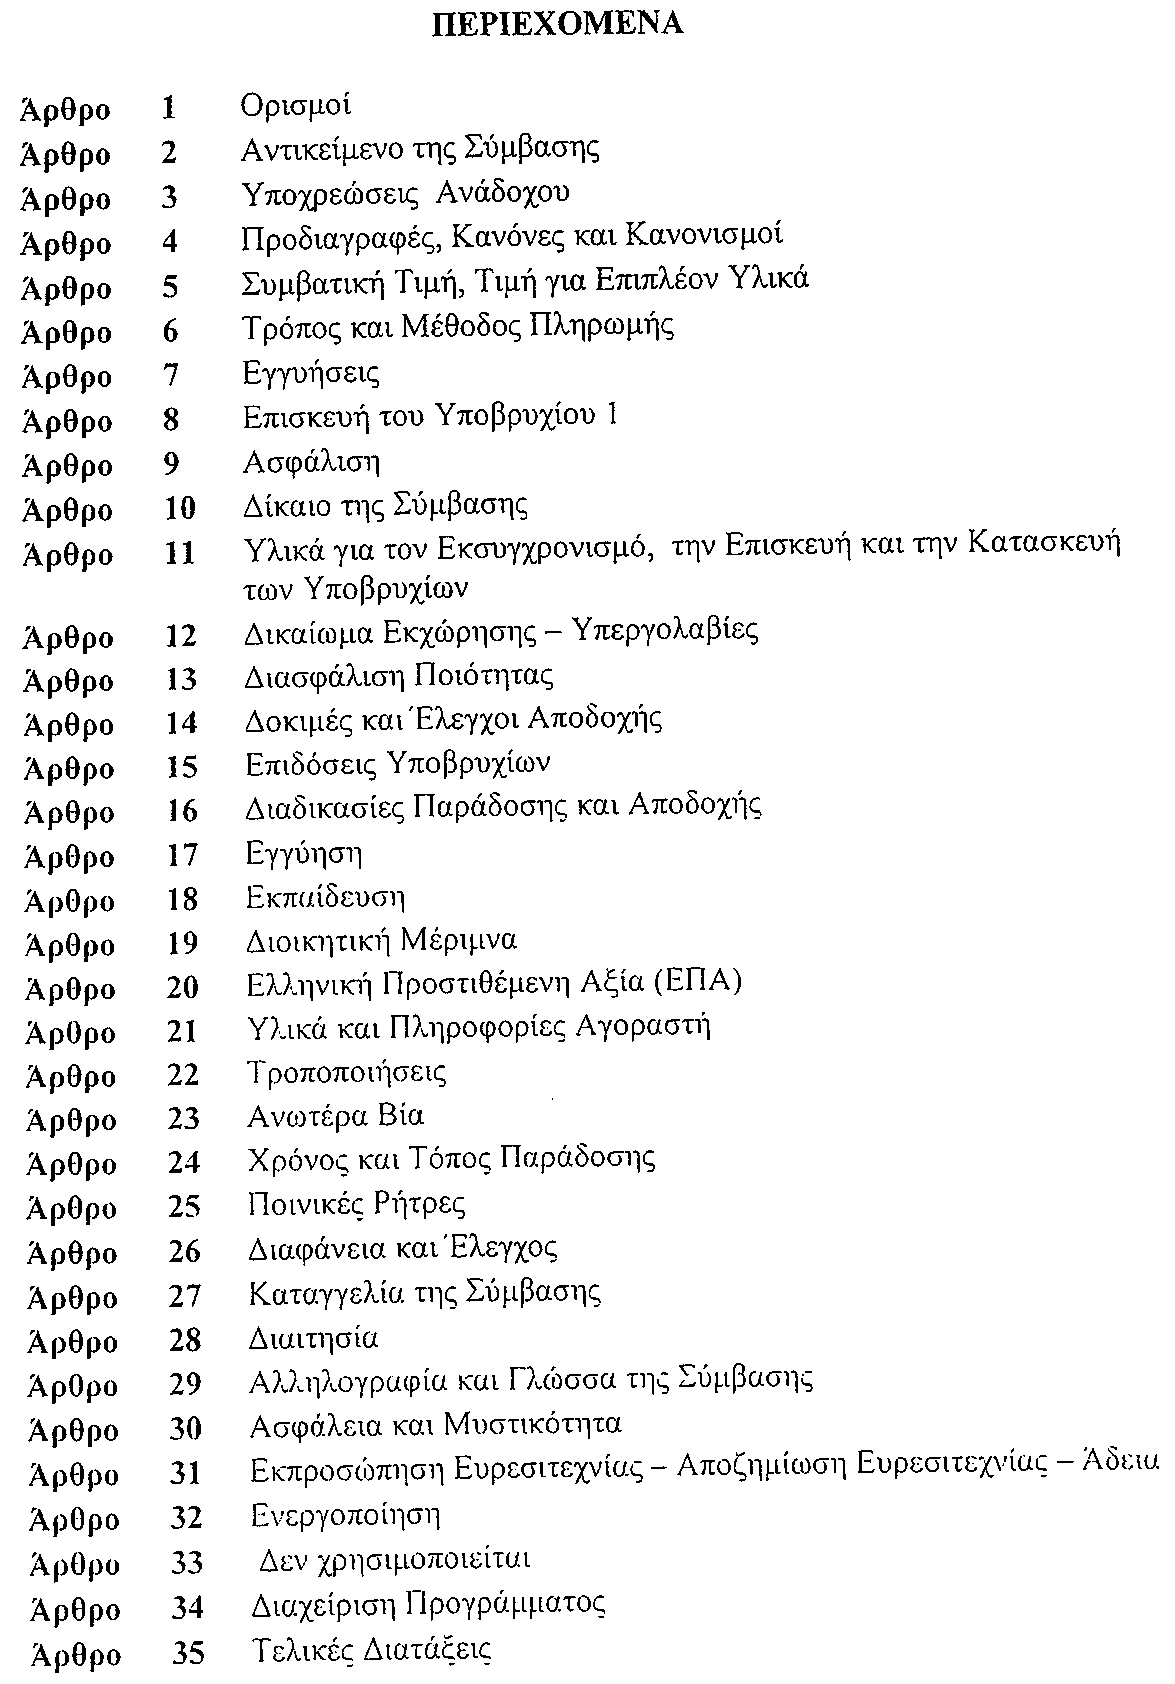 ΠΕΡΙΕΧΟΜΕΝΑ
Άρθρο 1 Ορισμοί
Άρθρο 2 Αντικείμενο της Σύμβασης
Άρθρο 3 Υποχρεώσεις Ανάδοχου
Άρθρο 4 Προδιαγραφές, Κανόνες και Κανονισμοί
Άρθρο 5 Συμβατική Τιμή, Τιμή για Επιπλέον Υλικά
Άρθρο 6 Τρόπος και Μέθοδος Πληρωμής
Άρθρο 7 Εγγυήσεις
Άρθρο 8 Επισκευή του Υποβρυχίου 1
Άρθρο 9 Ασφάλιση
Άρθρο 10 Δίκαιο της Σύμβασης
Άρθρο 11 Υλικά για τον Εκσυγχρονισμό, την Επισκευή και την Κατασκευή
των Υποβρυχίων
Άρθρο 12 Δικαίωμα Εκχώρησης – Υπεργολαβίες
Άρθρο 13 Διασφάλιση Ποιότητας
Άρθρο 14 Δοκιμές και Έλεγχοι Αποδοχής
Άρθρο 15 Επιδόσεις Υποβρυχίων
Άρθρο 16 Διαδικασίες Παράδοσης και Αποδοχής
Άρθρο 17 Εγγύηση
Άρθρο 18 Εκπαίδευση
Άρθρο 19 Διοικητική Μέριμνα
Άρθρο 20 Ελληνική Προστιθέμενη Αξία (ΕΠΑ)
Άρθρο 21 Υλικά και Πληροφορίες Αγοραστή
Άρθρο 22 Τροποποιήσεις
Άρθρο 23 Ανωτέρα Βία
Άρθρο 24 Χρόνος και Τόπος Παράδοσης
Άρθρο 25 Ποινικές Ρήτρες
Άρθρο 26 Διαφάνεια και Έλεγχος
Άρθρο 27 Καταγγελία της Σύμβασης
Άρθρο 28 Διαιτησία
Άρθρο 29 Αλληλογραφία και Γλώσσα της Σύμβασης
Άρθρο 30 Ασφάλεια και Μυστικότητα
Άρθρο 31 Εκπροσώπηση Ευρεσιτεχνίας – Αποζημίωση Ευρεσιτεχνίας – Άδεια
Άρθρο 32 Ενεργοποίηση
Άρθρο 33 Δεν χρησιμοποιείται
Άρθρο 34 Διαχείριση Προγράμματος
Άρθρο 35 Τελικές Διατάξεις